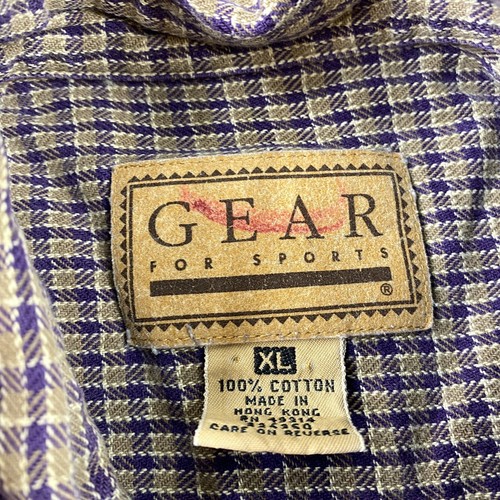 GEAR
FOR SPORTS
®
XL
100% COTTON
MADE IN
HONG KONG
CARE ON REVERSE